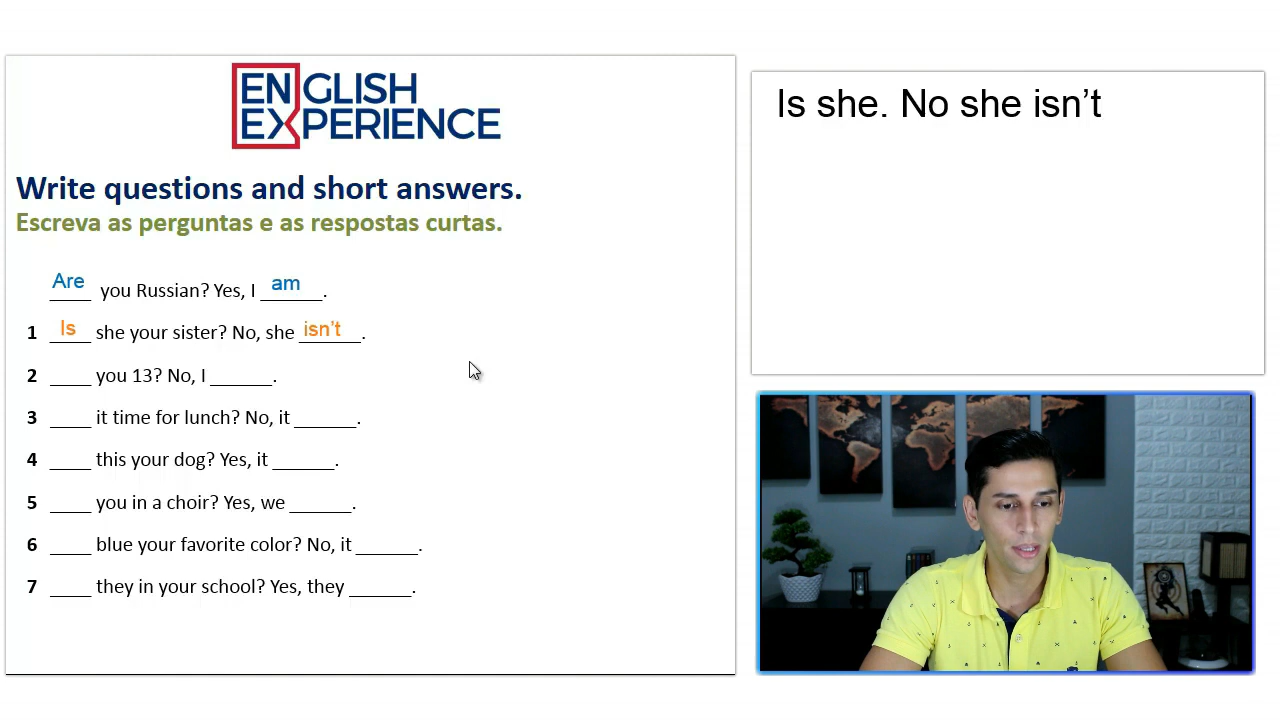 ENGLISH
EXPERIENCE
Write questions and short answers.
Escreva as perguntas e as respostas curtas.
Are you Russian? Yes, I am.
1 Is she your sister? No, she isn’t.
2 ____ you 13? No, I ______.
3 ____ it time for lunch? No, it ______.
4 ____ this your dog? Yes, it ______.
5 ____ you in a choir? Yes, we ______.
6 ____ blue your favorite color? No, it ______.
7 ____ they in your school? Yes, they ______.
Is she. No she isn’t